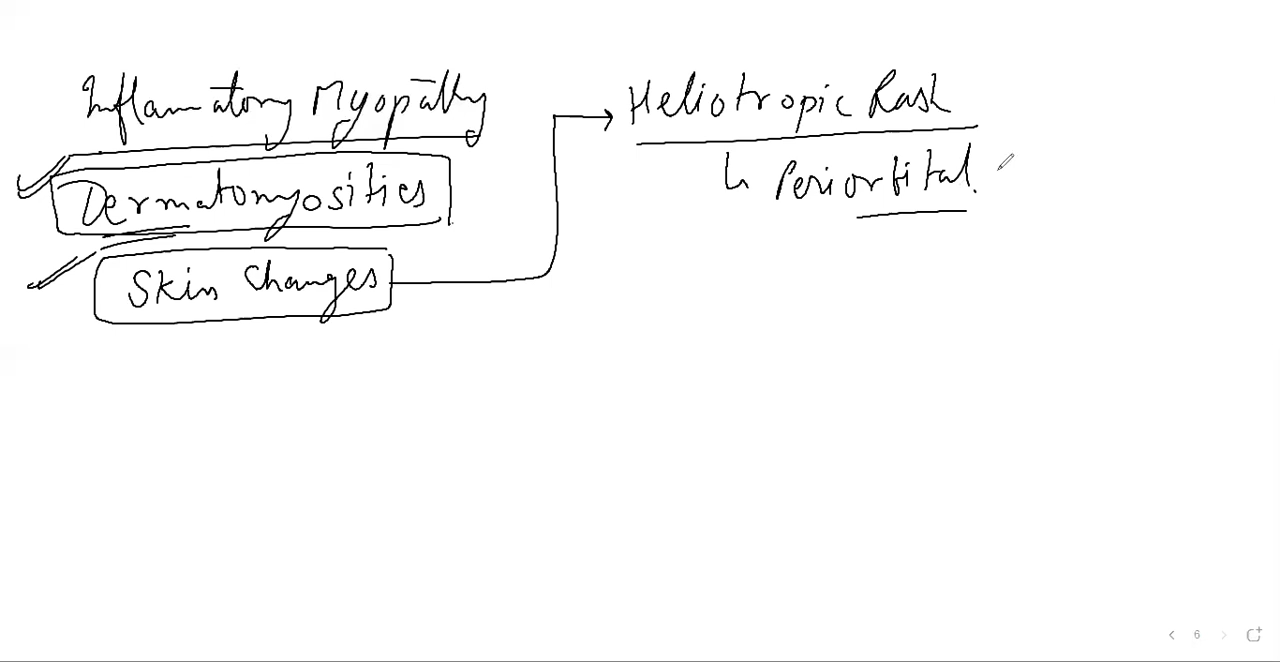 Inflammatory Myopathy
Dermatomyosities
Skin Changes
Heliotropic Rash
↳ Periorbital.
6